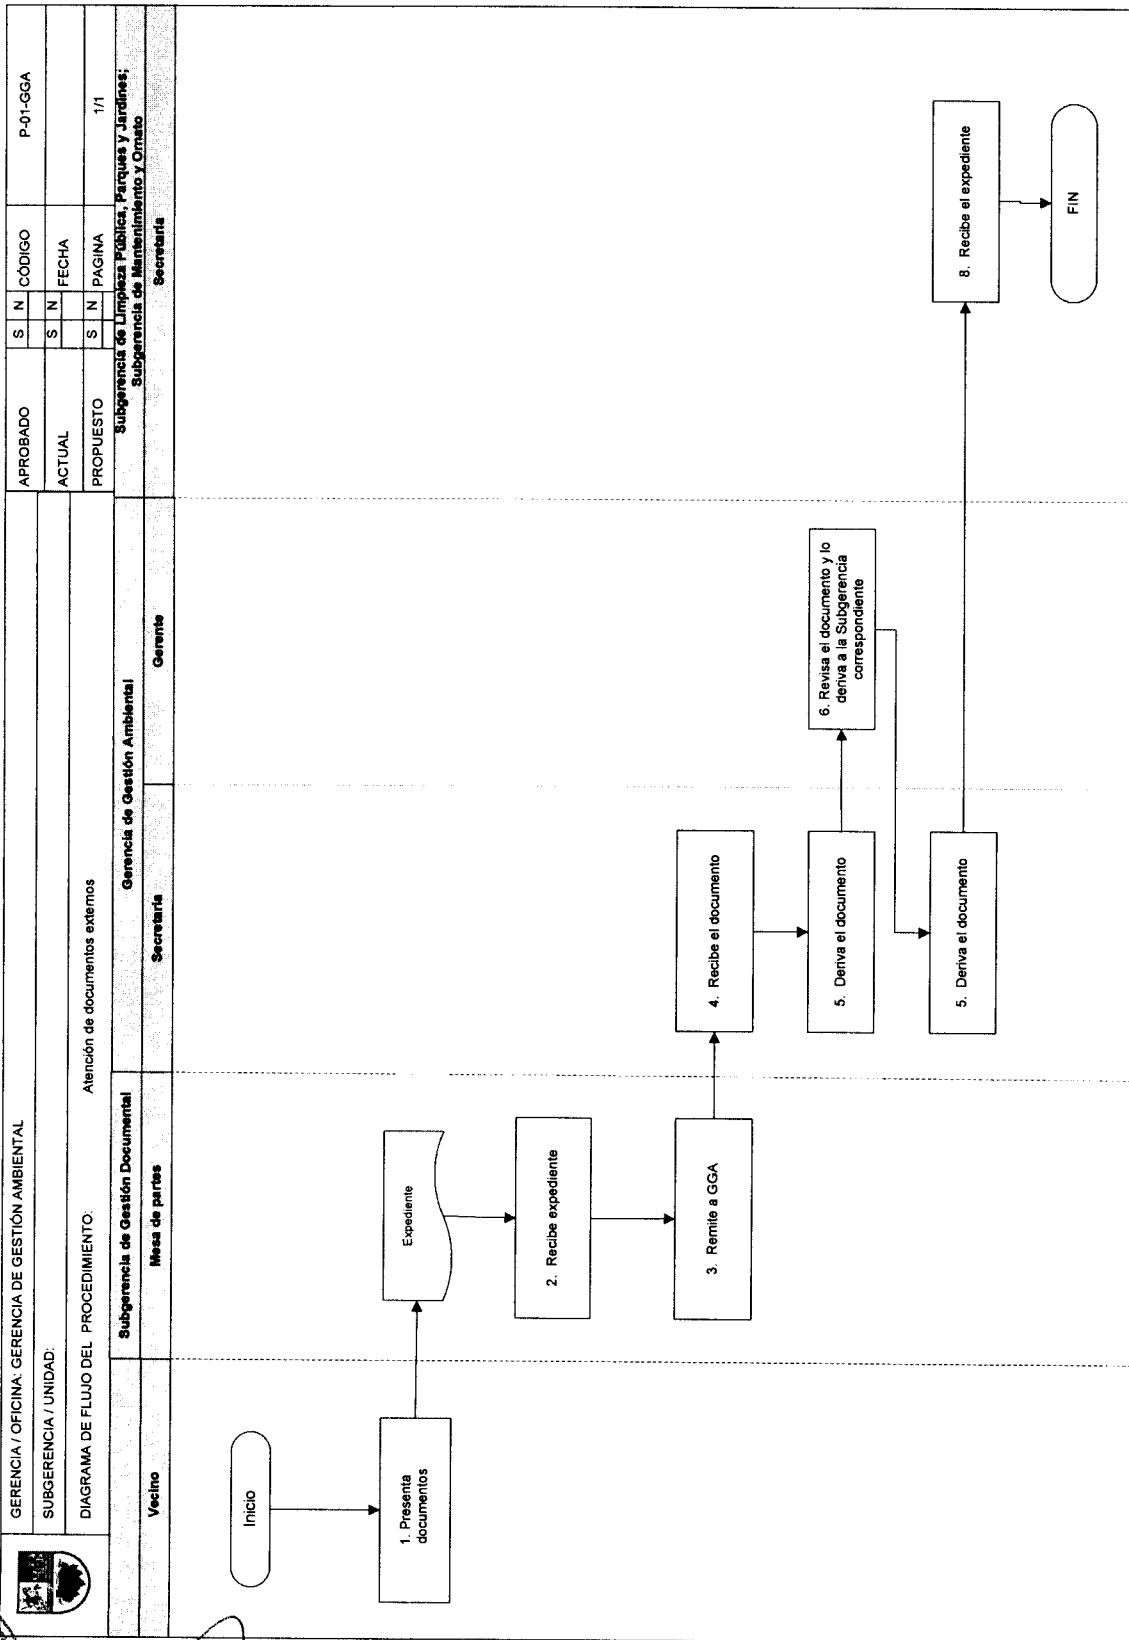 GERENCIA / OFICINA: GERENCIA DE GESTIÓN AMBIENTAL
APROBADO
S N
CÓDIGO
P-01-GGA
SUBGERENCIA / UNIDAD:
ACTUAL
S N
FECHA
DIAGRAMA DE FLUJO DEL PROCEDIMIENTO:
Atención de documentos externos
PROPUESTO
S N
PAGINA
1/1
Subgerencia de Gestión Documental
Gerencia de Gestión Ambiental
Subgerencia de Limpieza Pública, Parques y Jardines;
Subgerencia de Mantenimiento y Ornato
Vecino
Mesa de partes
Secretaria
Gerente
Secretaria
Inicio
1. Presenta
documentos
Expediente
2. Recibe expediente
3. Remite a GGA
4. Recibe el documento
5. Deriva el documento
6. Revisa el documento y lo
deriva a la Subgerencia
correspondiente
5. Deriva el documento
8. Recibe el expediente
FIN